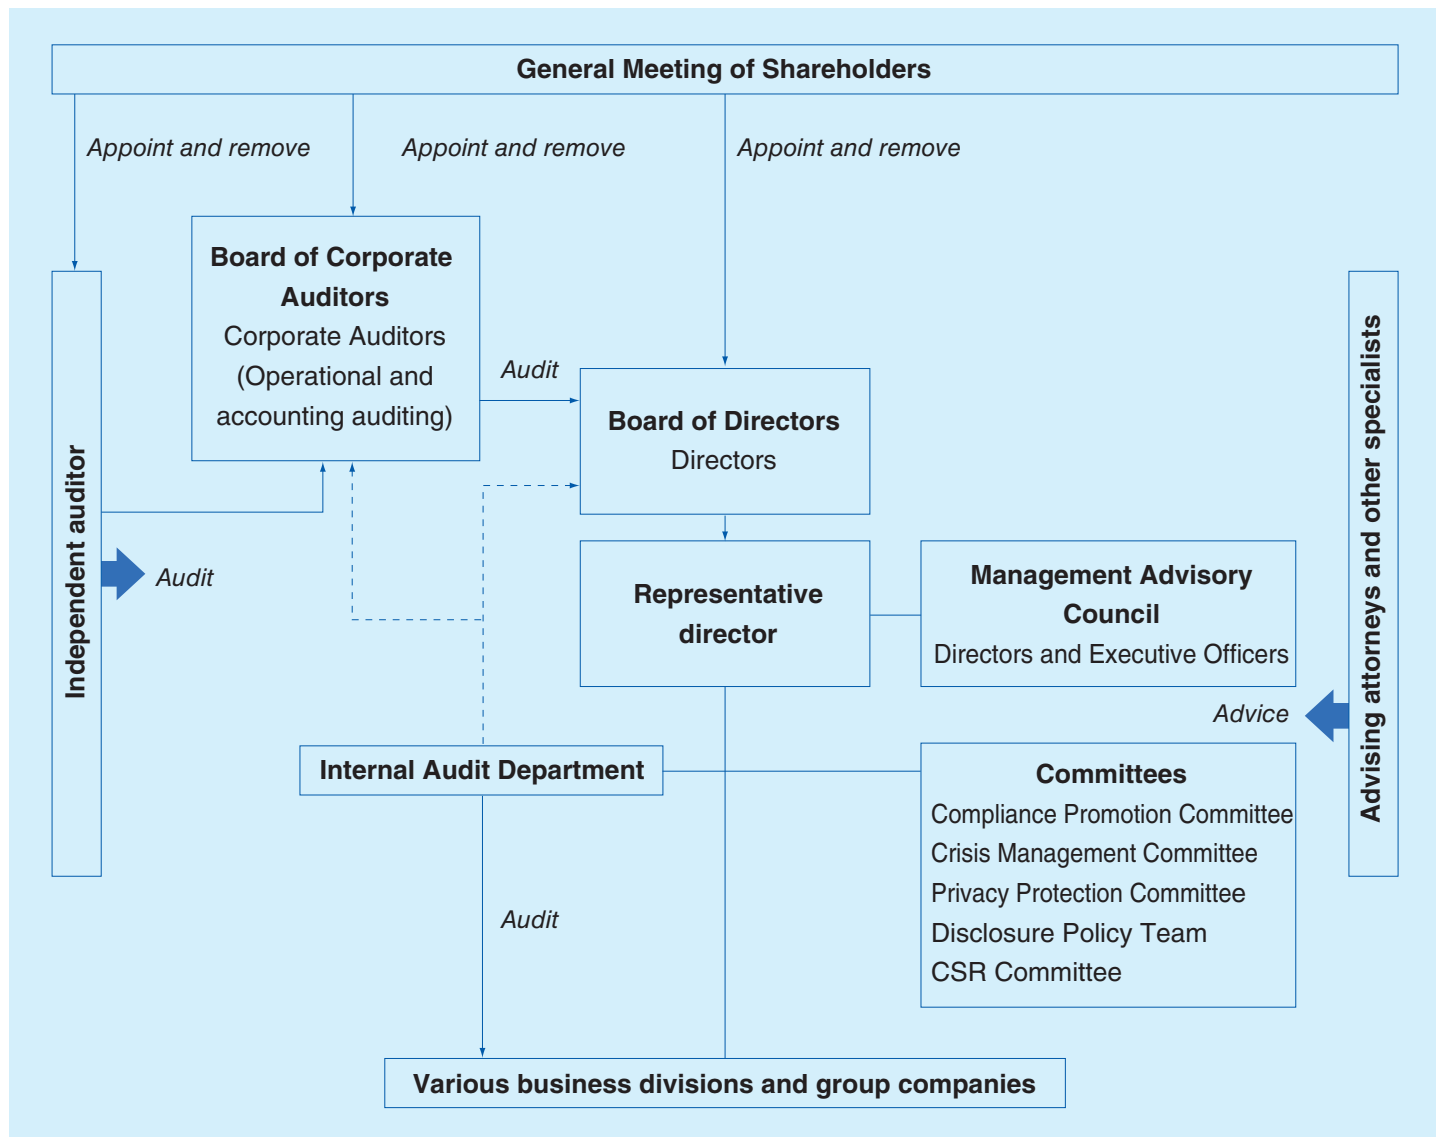 General Meeting of Shareholders
Appoint and remove
Appoint and remove
Appoint and remove
Board of Corporate
Auditors
Corporate Auditors
(Operational and
accounting auditing)
Audit
Board of Directors
Directors
Independent auditor
Audit
Representative
director
Management Advisory
Council
Directors and Executive Officers
Advice
Advising attorneys and other specialists
Internal Audit Department
Committees
Compliance Promotion Committee
Crisis Management Committee
Privacy Protection Committee
Disclosure Policy Team
CSR Committee
Audit
Various business divisions and group companies